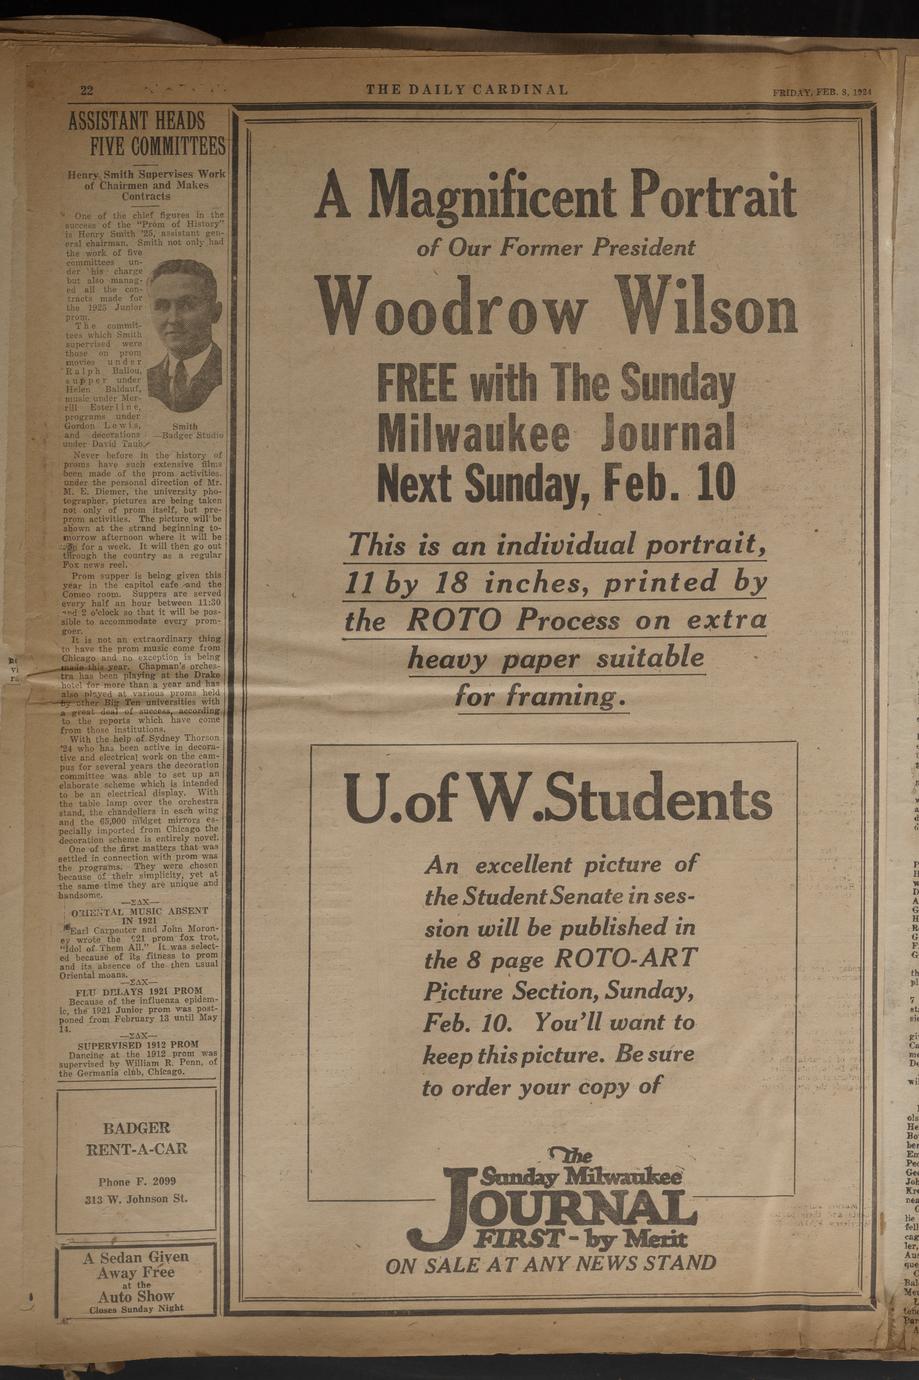 22
THE DAILY CARDINAL
FRIDAY, FEB. 8, 1924
ASSISTANT HEADS
FIVE COMMITTEES
Henry Smith Supervises Work
of Chairmen and Makes
Contracts
One of the chief figures in the
success of the "Prom of History"
is Henry Smith '25, assistant gen-
eral chairman. Smith not only had
the work of five
committees un-
der his charge
but also manag-
ed all the con-
tracts made for
the 1925 Junior
prom.
The commit-
tees which Smith
supervised were
those on prom
movies under
Ralph Ballou,
supper under
Helen Baldauf,
music under Mer-
rill Esterline,
programs under
Gordon Lewis,
and decorations
under David Taub.
Smith
—Badger Studio
Never before in the history of
proms have such extensive films
been made of the prom activities.
under the personal direction of Mr.
M. E. Diemer, the university pho-
tographer, pictures are being taken
not only of prom itself, but pre-
prom activities. The picture will be
shown at the strand beginning to-
morrow afternoon where it will be
for a week. It will then go out
through the country as a regular
Fox news reel.
Prom supper is being given this
year in the capitol cafe and the
Cameo room. Suppers are served
every half an hour between 11:30
and 2 o'clock so that it will be pos-
sible to accommodate every prom-
goer.
It is not an extraordinary thing
to have the prom music come from
Chicago and no exception is being
made this year. Chapman's orches-
tra has been playing at the Drake
hotel for more than a year and has
also played at various proms held
by other Big Ten universities with
a great deal of success, according
to the reports which have come
from those institutions.
With the help of Sydney Thorson
'24 who has been active in decora-
tive and electrical work on the cam-
pus for several years the decoration
committee was able to set up an
elaborate scheme which is intended
to be an electrical display. With
the table lamp over the orchestra
stand, the chandeliers in each wing
and the 65,000 midget mirrors es-
pecially imported from Chicago the
decoration scheme is entirely novel.
One of the first matters that was
settled in connection with prom was
the programs. They were chosen
because of their simplicity, yet at
the same time they are unique and
handsome.
—ΣΔΧ—
ORIENTAL MUSIC ABSENT
IN 1921
Earl Carpenter and John Moron-
ey wrote the '21 prom fox trot,
"Idol of Them All." It was select-
ed because of its fitness to prom
and its absence of the then usual
Oriental moans.
—ΣΔΧ—
FLU DELAYS 1921 PROM
Because of the influenza epidem-
ic, the 1921 Junior prom was post-
poned from February 13 until May
14.
—ΣΔΧ—
SUPERVISED 1912 PROM
Dancing at the 1912 prom was
supervised by William R. Penn, of
the Germania club, Chicago.
BADGER
RENT-A-CAR
Phone F. 2099
313 W. Johnson St.
A Sedan Given
Away Free
at the
Auto Show
Closes Sunday Night
A Magnificent Portrait
of Our Former President
Woodrow Wilson
FREE with The Sunday
Milwaukee Journal
Next Sunday, Feb. 10
This is an individual portrait,
11 by 18 inches, printed by
the ROTO Process on extra
heavy paper suitable
for framing.
U. of W. Students
An excellent picture of
the Student Senate in ses-
sion will be published in
the 8 page ROTO-ART
Picture Section, Sunday,
Feb. 10. You'll want to
keep this picture. Be sure
to order your copy of
The
Sunday Milwaukee
JOURNAL
FIRST - by Merit
ON SALE AT ANY NEWS STAND